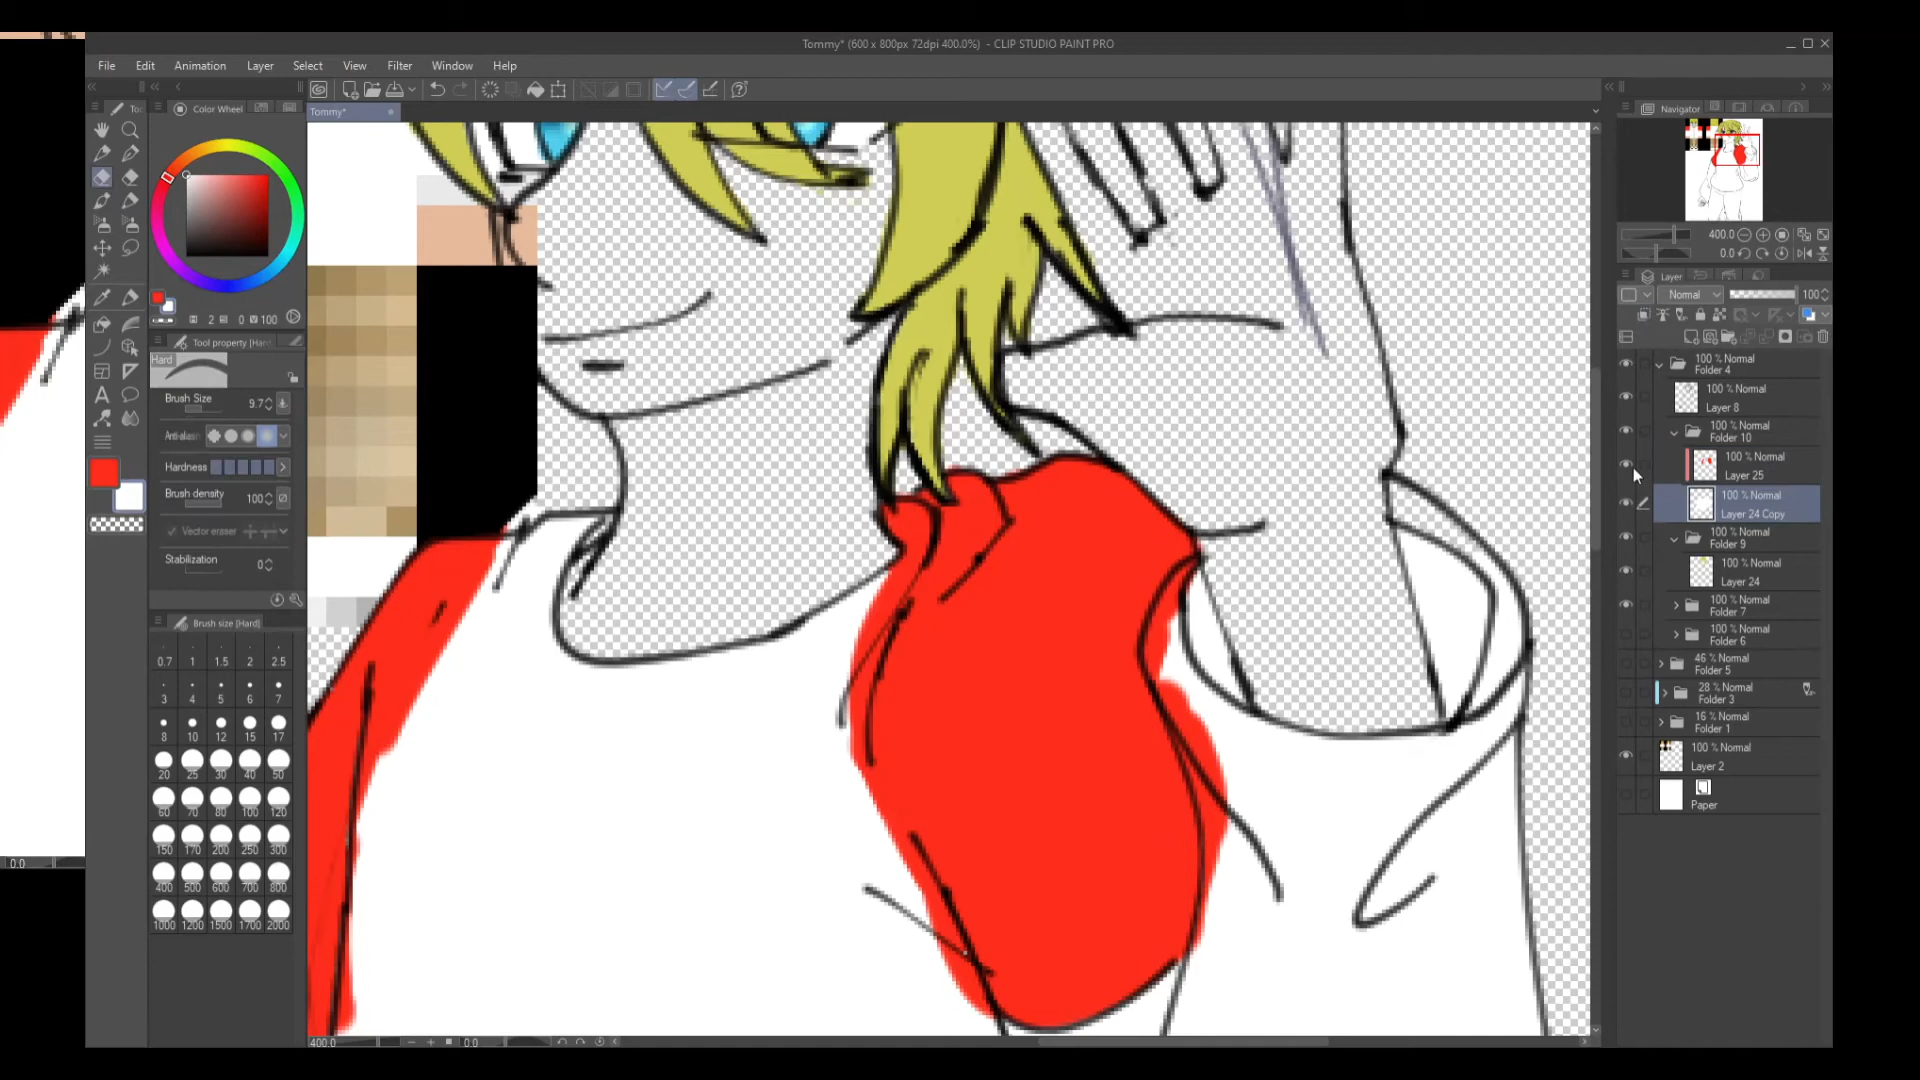 Tommy* (600 x 800px 72dpi 400.0%) - CLIP STUDIO PAINT PRO
File Edit Animation Layer Select View Filter Window Help
Color Wheel
Tommy*
Navigator
400.0
0.0
Layer
Normal 100
2 0 100
Tool property [Hard]
Hard
Brush Size 9.7
Anti-alias
Hardness
Brush density 100
Vector eraser
Stabilization 0
Brush size [Hard]
0.7 1 1.5 2 2.5
3 4 5 6 7
8 10 12 15 17
20 25 30 40 50
60 70 80 100 120
150 170 200 250 300
400 500 600 700 800
1000 1200 1500 1700 2000
100 % Normal
Folder 4
100 % Normal
Layer 8
100 % Normal
Folder 10
100 % Normal
Layer 25
100 % Normal
Layer 24 Copy
100 % Normal
Folder 9
100 % Normal
Layer 24
100 % Normal
Folder 7
100 % Normal
Folder 6
46 % Normal
Folder 5
28 % Normal
Folder 3
16 % Normal
Folder 1
100 % Normal
Layer 2
Paper
0.0
400.0 0.0